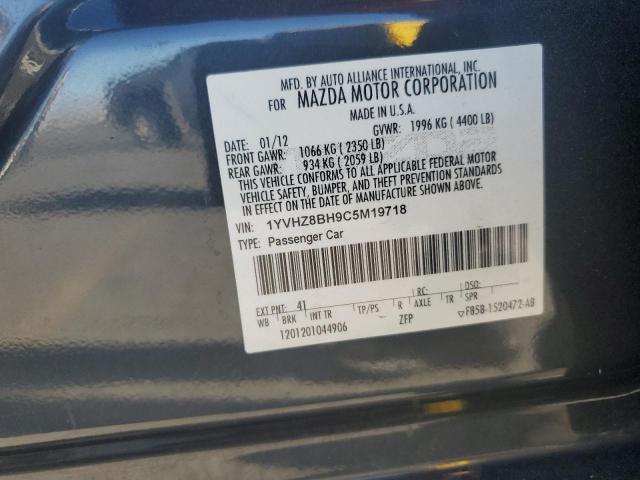 MFD. BY AUTO ALLIANCE INTERNATIONAL, INC.
FOR MAZDA MOTOR CORPORATION
MADE IN U.S.A.
DATE: 01/12 GVWR: 1996 KG ( 4400 LB)
FRONT GAWR: 1066 KG ( 2350 LB)
REAR GAWR: 934 KG ( 2059 LB)
THIS VEHICLE CONFORMS TO ALL APPLICABLE FEDERAL MOTOR
VEHICLE SAFETY, BUMPER, AND THEFT PREVENTION STANDARDS
IN EFFECT ON THE DATE OF MANUFACTURE SHOWN ABOVE.
VIN: 1YVHZ8BH9C5M19718
TYPE: Passenger Car
EXT PNT: 41 RC: DSO:
WB BRK INT TR TP/PS R AXLE TR SPR
1201201044906 ZFP F85B-1520472-AB